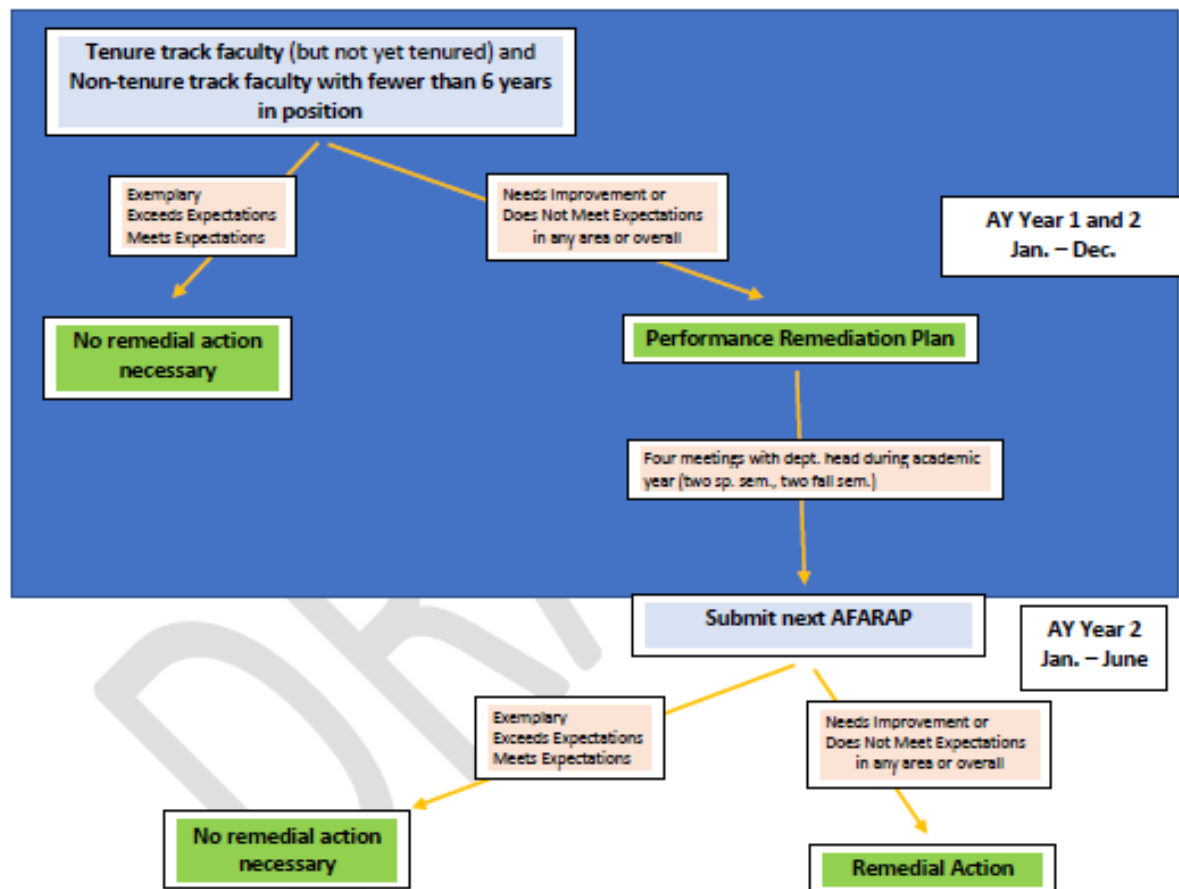 Tenure track faculty (but not yet tenured) and
Non-tenure track faculty with fewer than 6 years
in position
Exemplary
Exceeds Expectations
Meets Expectations
Needs Improvement or
Does Not Meet Expectations
in any area or overall
AY Year 1 and 2
Jan. – Dec.
No remedial action
necessary
Performance Remediation Plan
Four meetings with dept. head during academic
year (two sp. sem., two fall sem.)
Submit next AFARAP
AY Year 2
Jan. – June
Exemplary
Exceeds Expectations
Meets Expectations
Needs Improvement or
Does Not Meet Expectations
in any area or overall
No remedial action
necessary
Remedial Action